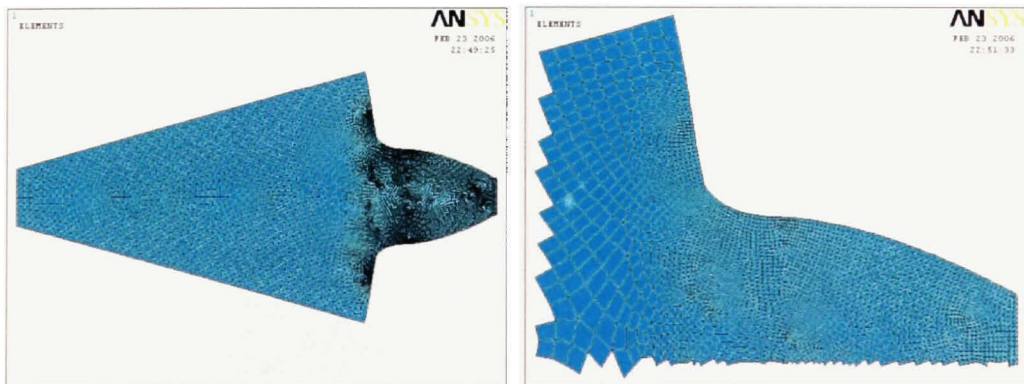 1
ELEMENTS
ANSYS
FEB 23 2006
22:49:25
1
ELEMENTS
ANSYS
FEB 23 2006
22:51:33